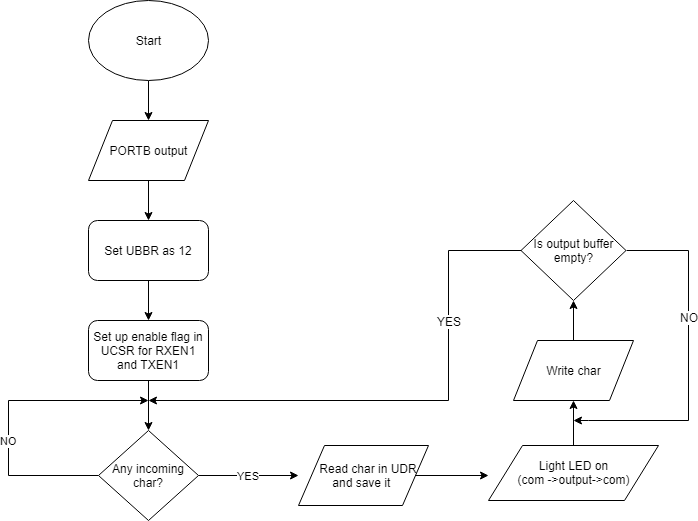 Start
PORTB output
Set UBBR as 12
Set up enable flag in
UCSR for RXEN1
and TXEN1
NO
Any incoming
char?
YES
Read char in UDR
and save it
Light LED on
(com ->output->com)
Write char
Is output buffer
empty?
YES
NO